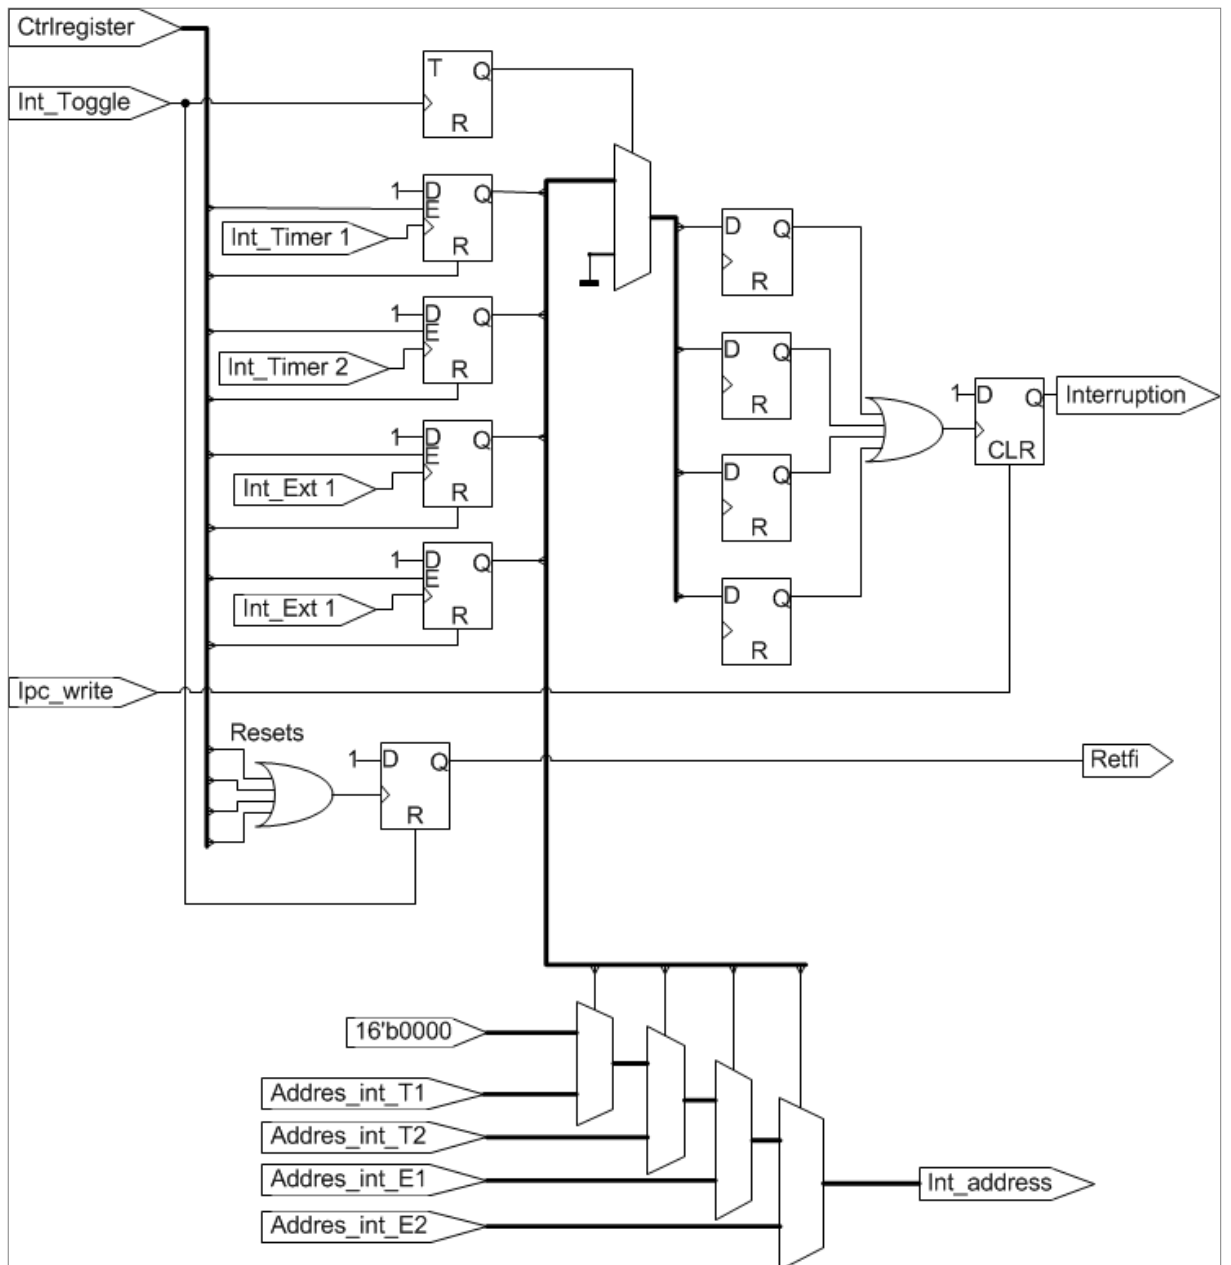 Ctrlregister
T Q
Int_Toggle
R
1 D Q
E
Int_Timer 1
R
D Q
R
1 D Q
E
Int_Timer 2
R
D Q
R
1 D Q
Interruption
CLR
1 D Q
E
Int_Ext 1
R
D Q
R
1 D Q
E
Int_Ext 1
R
D Q
R
Ipc_write
Resets
1 D Q
R
Retfi
16'b0000
Addres_int_T1
Addres_int_T2
Addres_int_E1
Int_address
Addres_int_E2